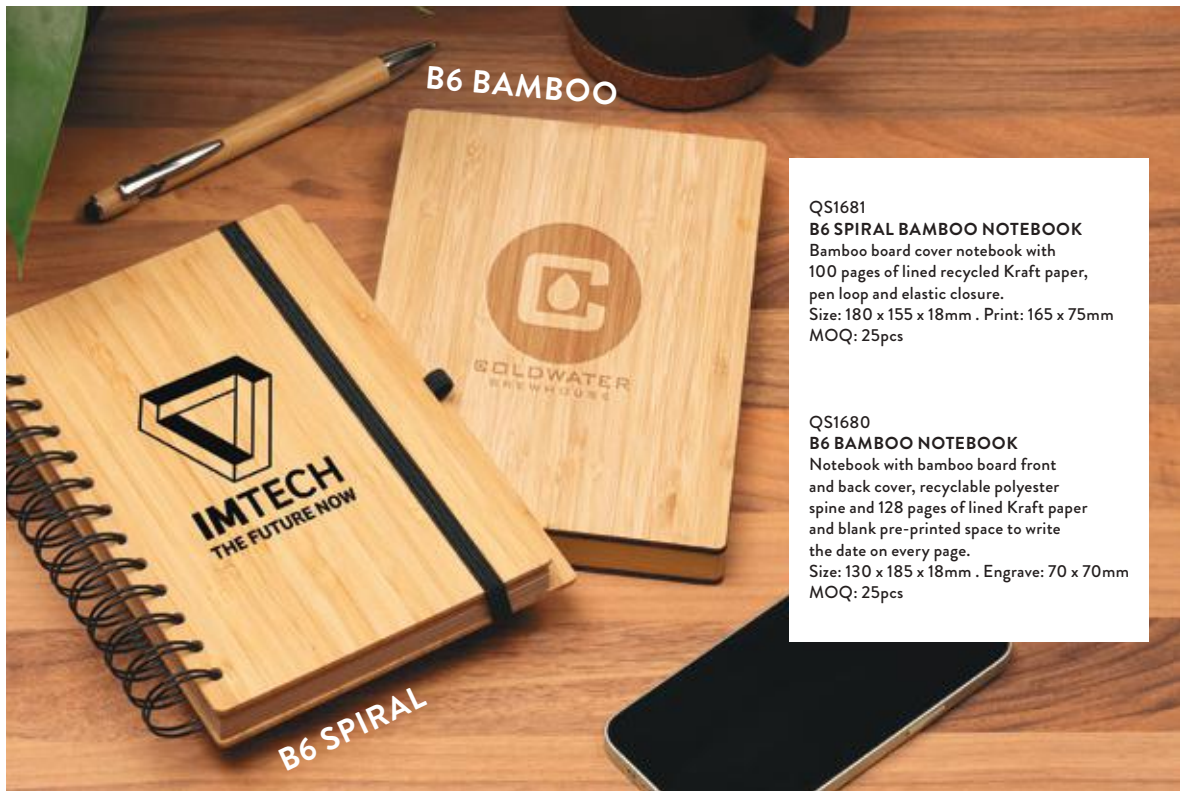 B6 BAMBOO
COLDWATER
BREWHOUSE
IMTECH
THE FUTURE NOW
B6 SPIRAL
QS1681
B6 SPIRAL BAMBOO NOTEBOOK
Bamboo board cover notebook with
100 pages of lined recycled Kraft paper,
pen loop and elastic closure.
Size: 180 x 155 x 18mm . Print: 165 x 75mm
MOQ: 25pcs
QS1680
B6 BAMBOO NOTEBOOK
Notebook with bamboo board front
and back cover, recyclable polyester
spine and 128 pages of lined Kraft paper
and blank pre-printed space to write
the date on every page.
Size: 130 x 185 x 18mm . Engrave: 70 x 70mm
MOQ: 25pcs